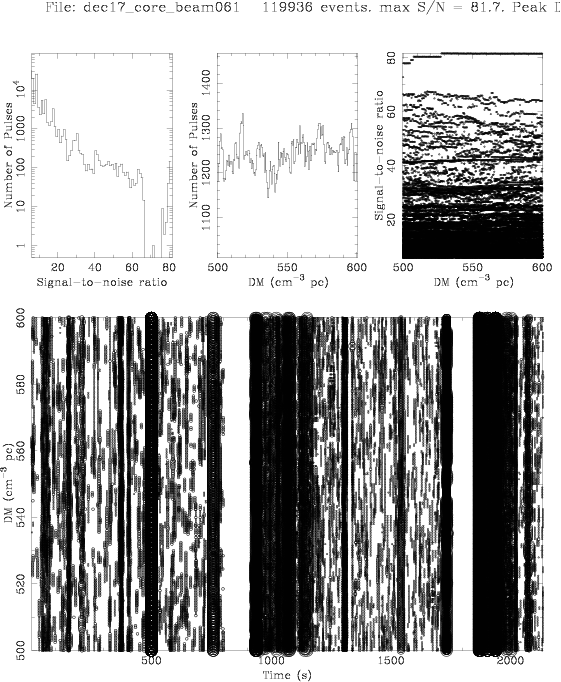 File: dec17_core_beam061 119936 events. max S/N = 81.7. Peak D
Number of Pulses
10⁴
1000
100
10
1
20 40 60 80
Signal-to-noise ratio
Number of Pulses
1400
1300
1200
1100
500 550 600
DM (cm⁻³ pc)
Signal-to-noise ratio
80
60
40
20
500 550 600
DM (cm⁻³ pc)
DM (cm⁻³ pc)
600
580
560
540
520
500
500 1000 1500 2000
Time (s)